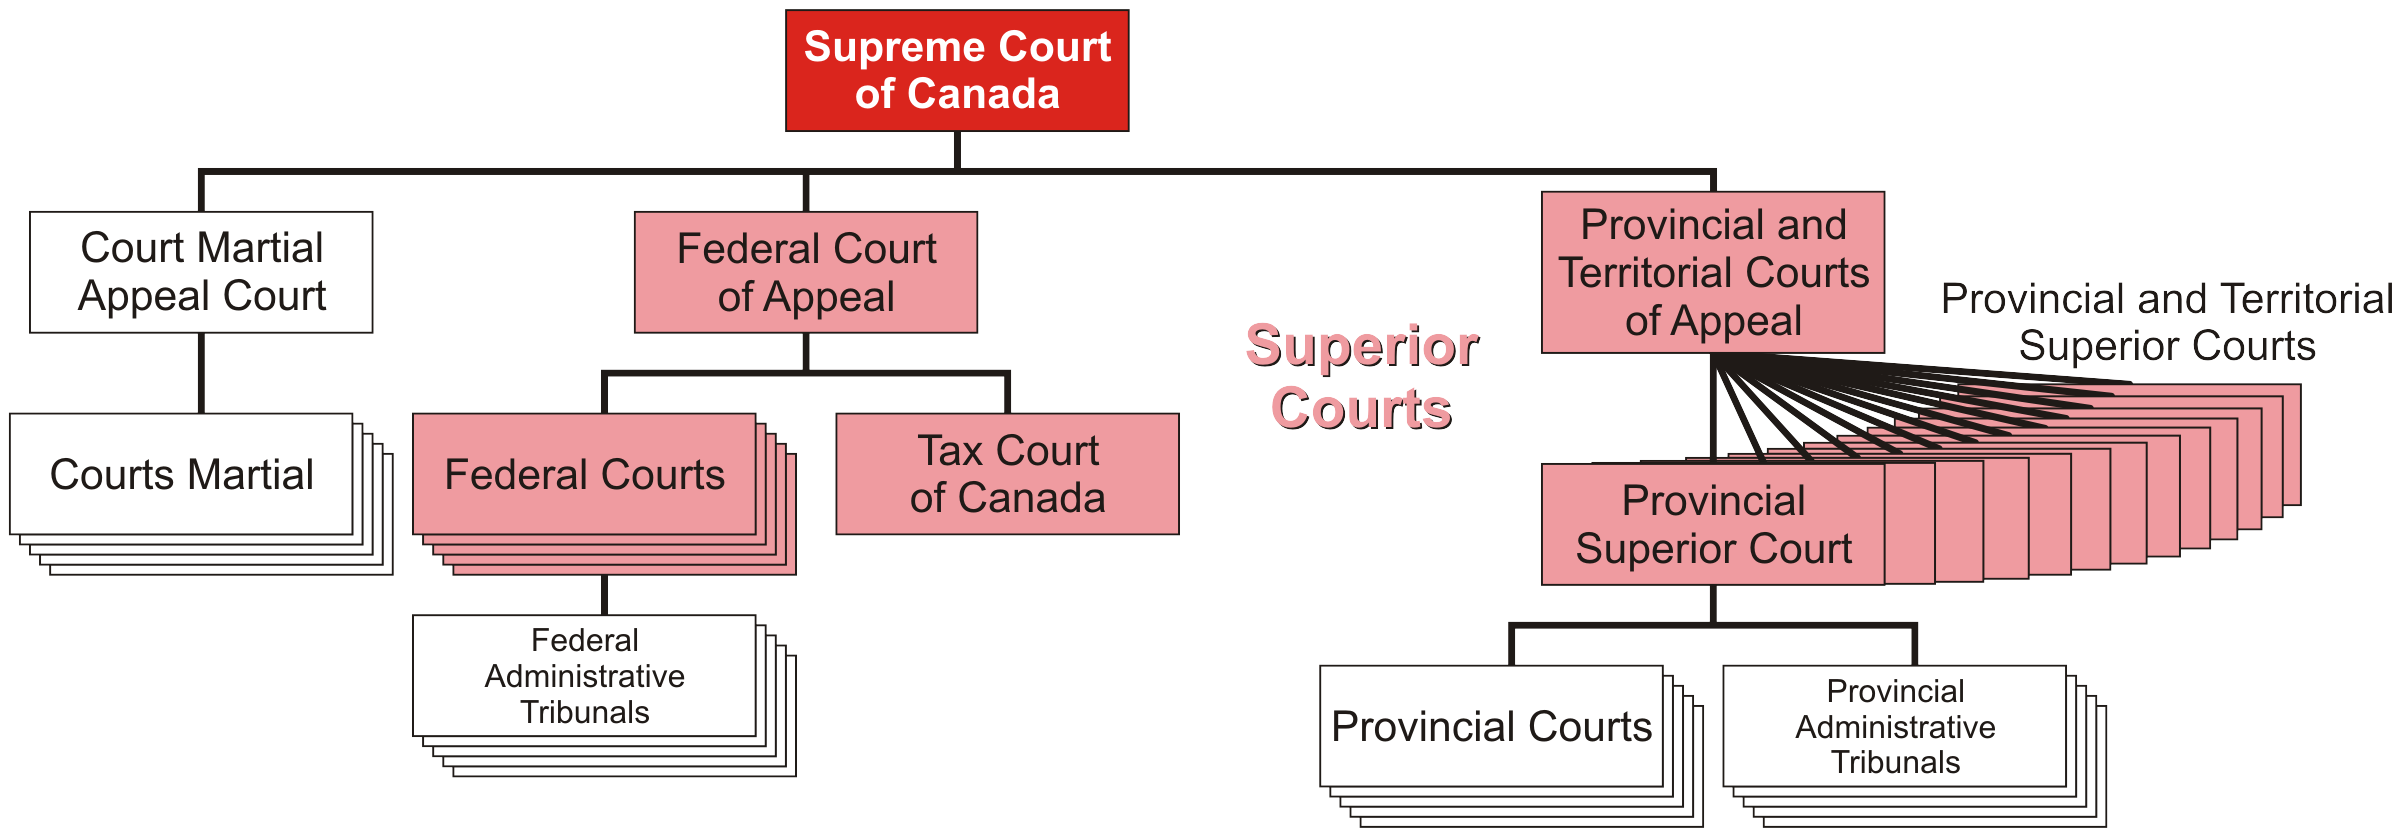 Supreme Court
of Canada
Court Martial
Appeal Court
Federal Court
of Appeal
Provincial and
Territorial Courts
of Appeal
Provincial and Territorial
Superior Courts
Superior
Courts
Courts Martial
Federal Courts
Tax Court
of Canada
Provincial
Superior Court
Federal
Administrative
Tribunals
Provincial Courts
Provincial
Administrative
Tribunals